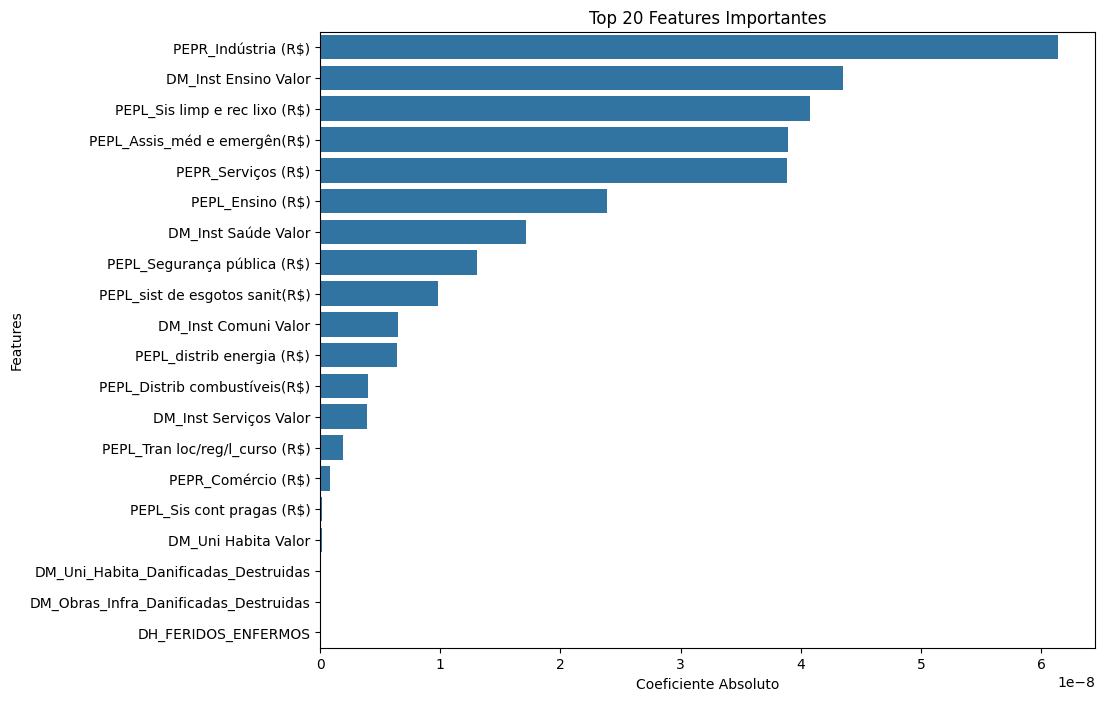 Top 20 Features Importantes
PEPR_Indústria (R$)
DM_Inst Ensino Valor
PEPL_Sis limp e rec lixo (R$)
PEPL_Assis_méd e emergên(R$)
PEPR_Serviços (R$)
PEPL_Ensino (R$)
DM_Inst Saúde Valor
PEPL_Segurança pública (R$)
PEPL_sist de esgotos sanit(R$)
DM_Inst Comuni Valor
PEPL_distrib energia (R$)
PEPL_Distrib combustíveis(R$)
DM_Inst Serviços Valor
PEPL_Tran loc/reg/l_curso (R$)
PEPR_Comércio (R$)
PEPL_Sis cont pragas (R$)
DM_Uni Habita Valor
DM_Uni_Habita_Danificadas_Destruidas
DM_Obras_Infra_Danificadas_Destruidas
DH_FERIDOS_ENFERMOS
Features
0 1 2 3 4 5 6
1e−8
Coeficiente Absoluto